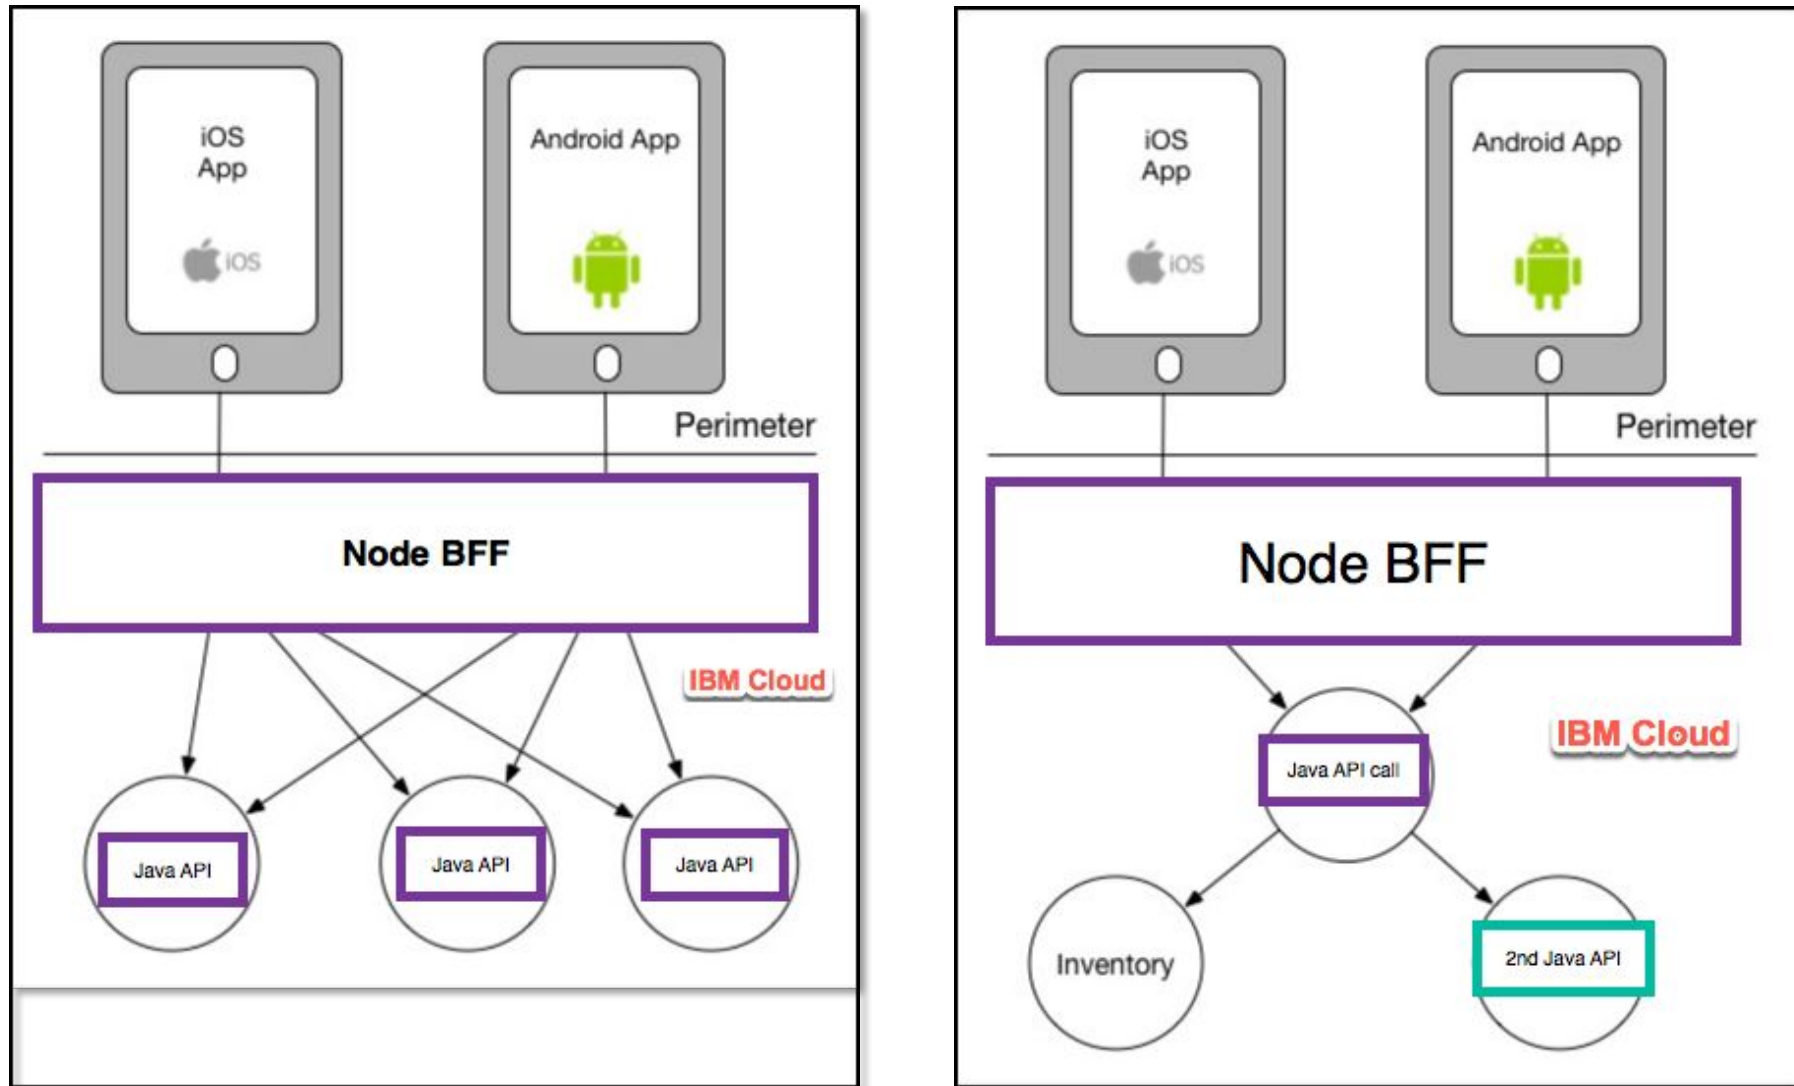 iOS
App
iOS
Android App
Perimeter
Node BFF
IBM Cloud
Java API
Java API
Java API
iOS
App
iOS
Android App
Perimeter
Node BFF
IBM Cloud
Java API call
Inventory
2nd Java API